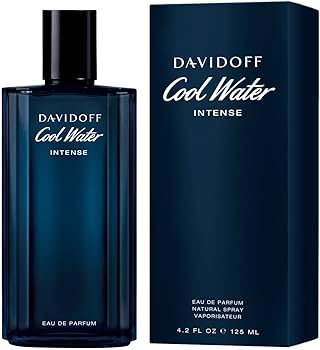 DAVIDOFF
Cool Water
INTENSE
EAU DE PARFUM
DAVIDOFF
Cool Water
INTENSE
EAU DE PARFUM
NATURAL SPRAY
VAPORISATEUR
4.2 FL OZ ℮ 125 ML